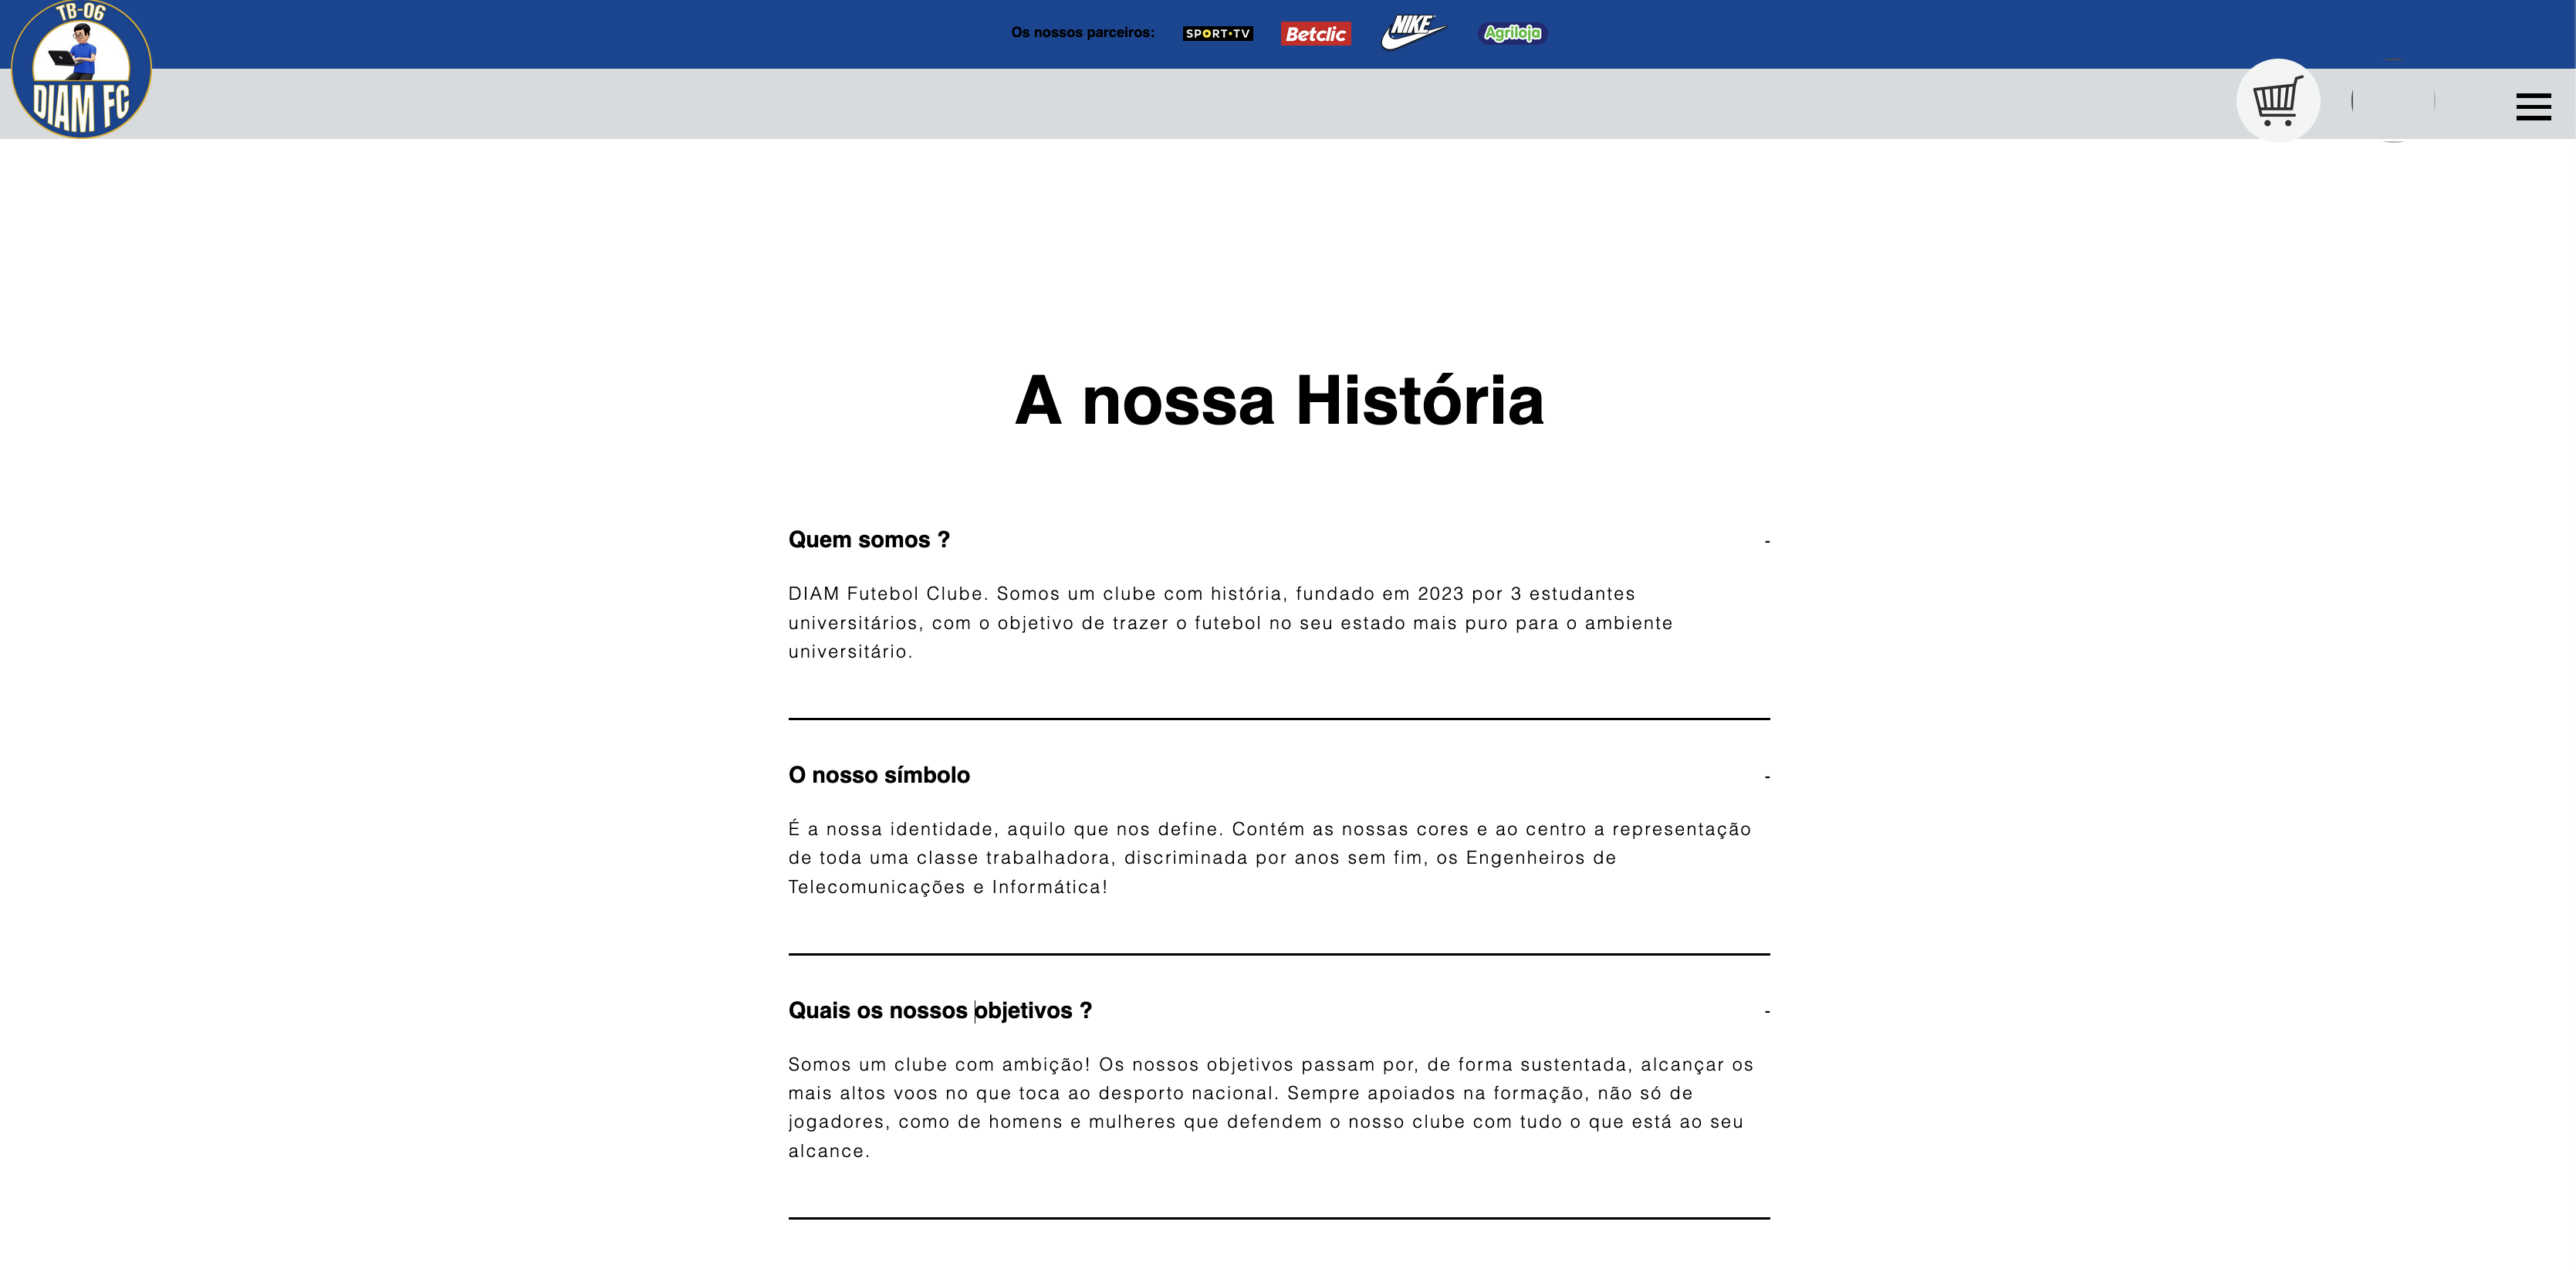 TB-06
DIAM FC
Os nossos parceiros:
SPORT•TV
Betclic
NIKE
Agriloja
A nossa História
Quem somos ?
-
DIAM Futebol Clube. Somos um clube com história, fundado em 2023 por 3 estudantes
universitários, com o objetivo de trazer o futebol no seu estado mais puro para o ambiente
universitário.
O nosso símbolo
-
É a nossa identidade, aquilo que nos define. Contém as nossas cores e ao centro a representação
de toda uma classe trabalhadora, discriminada por anos sem fim, os Engenheiros de
Telecomunicações e Informática!
Quais os nossos objetivos ?
-
Somos um clube com ambição! Os nossos objetivos passam por, de forma sustentada, alcançar os
mais altos voos no que toca ao desporto nacional. Sempre apoiados na formação, não só de
jogadores, como de homens e mulheres que defendem o nosso clube com tudo o que está ao seu
alcance.